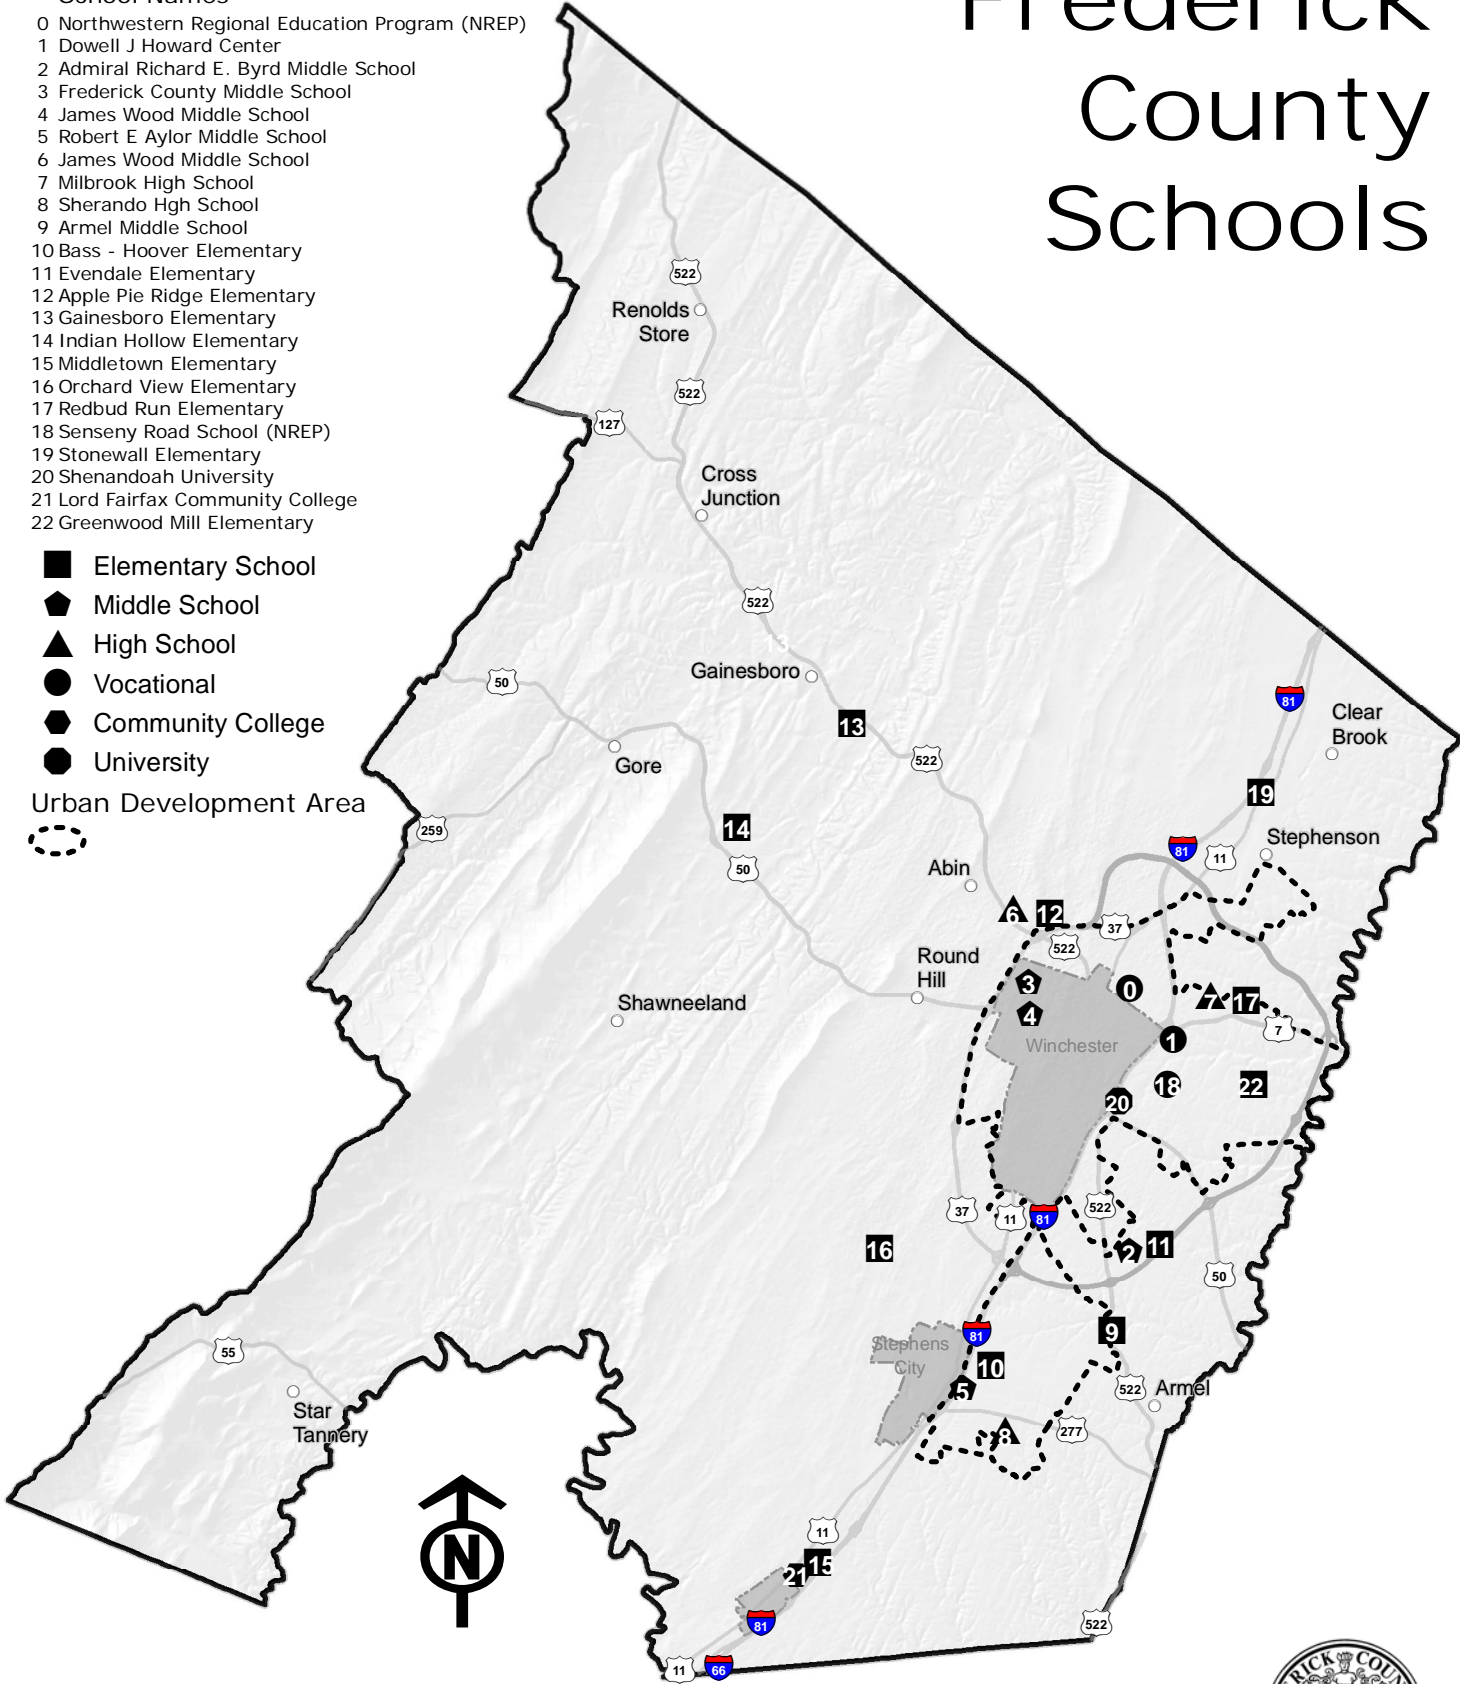 School Names
0 Northwestern Regional Education Program (NREP)
1 Dowell J Howard Center
2 Admiral Richard E. Byrd Middle School
3 Frederick County Middle School
4 James Wood Middle School
5 Robert E Aylor Middle School
6 James Wood Middle School
7 Milbrook High School
8 Sherando Hgh School
9 Armel Middle School
10 Bass - Hoover Elementary
11 Evendale Elementary
12 Apple Pie Ridge Elementary
13 Gainesboro Elementary
14 Indian Hollow Elementary
15 Middletown Elementary
16 Orchard View Elementary
17 Redbud Run Elementary
18 Senseny Road School (NREP)
19 Stonewall Elementary
20 Shenandoah University
21 Lord Fairfax Community College
22 Greenwood Mill Elementary
Elementary School
Middle School
High School
Vocational
Community College
University
Urban Development Area
Frederick
County
Schools
522
Renolds
Store
522
127
Cross
Junction
522
13
Gainesboro
50
81
Clear
Brook
13
522
Gore
19
259
14
50
81
11
Stephenson
Abin
6
12
37
522
Round
Hill
3
0
7
17
Shawneeland
4
7
Winchester
1
18
22
20
37
11
81
522
16
2
11
50
55
81
9
Stephens
City
10
5
522
Armel
Star
Tannery
8
277
N
11
15
21
81
522
11
66
RICK COUN